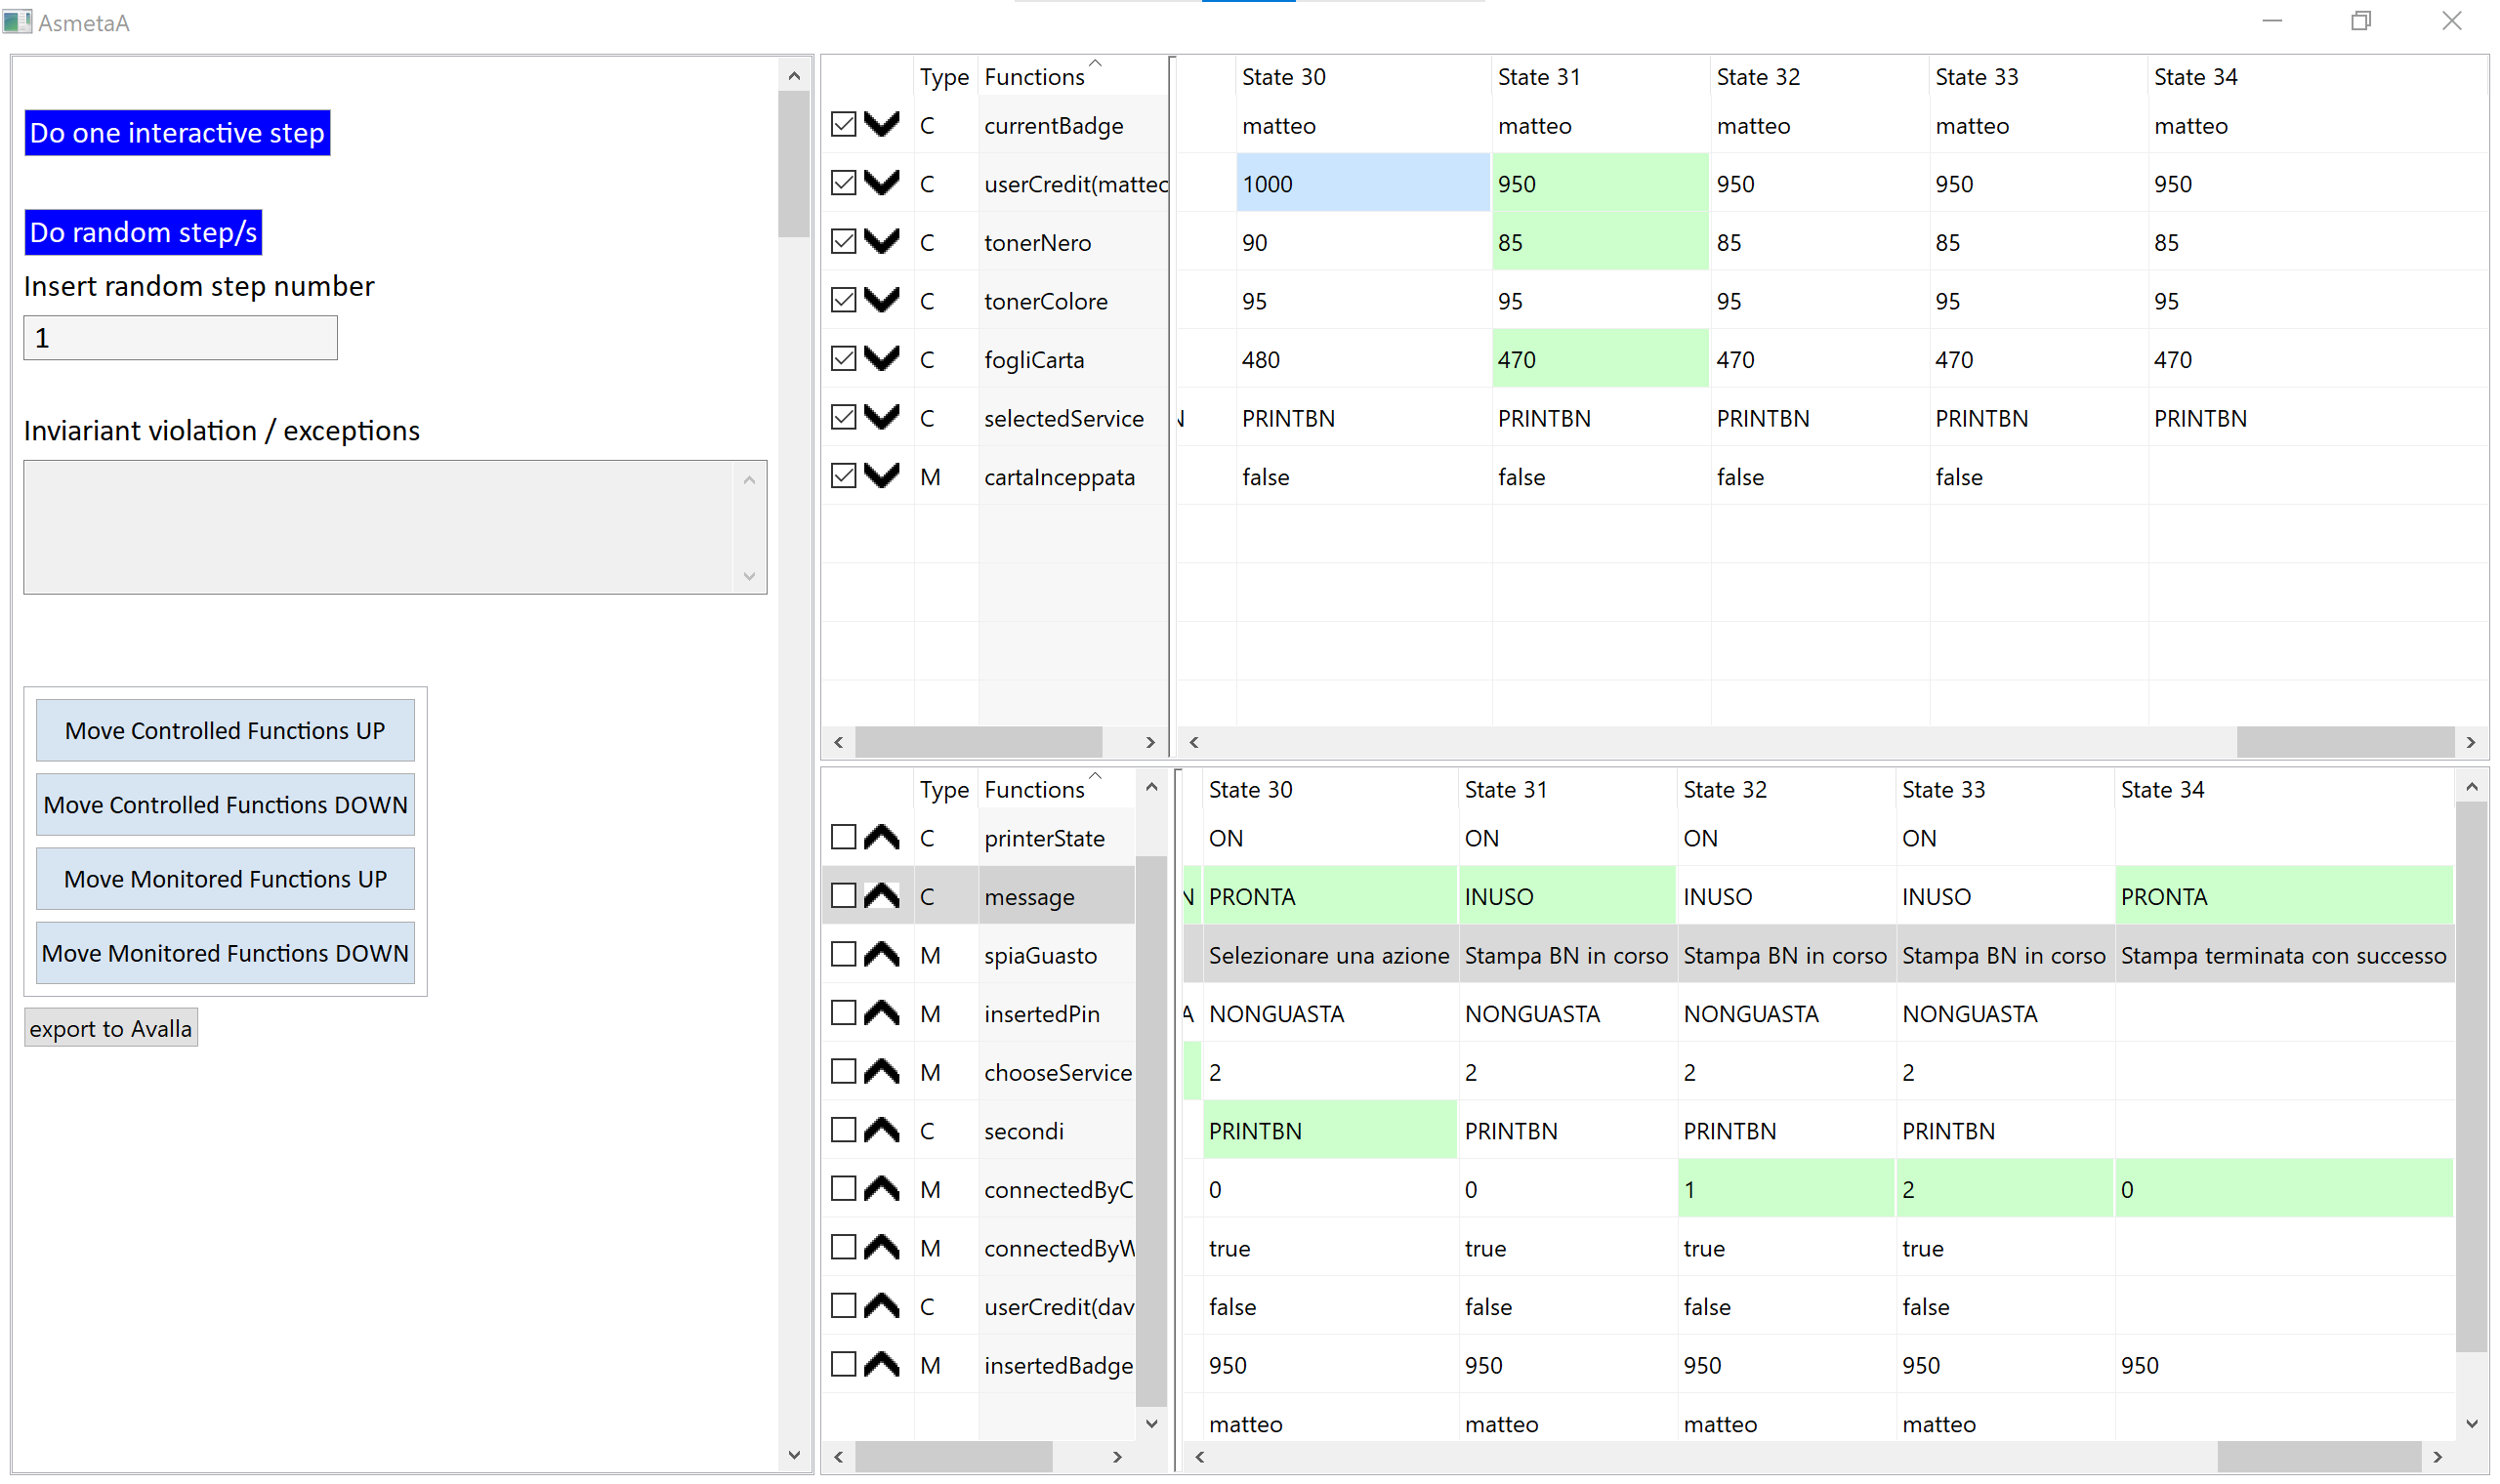 AsmetaA
Do one interactive step
Do random step/s
Insert random step number
1
Inviariant violation / exceptions
Move Controlled Functions UP
Move Controlled Functions DOWN
Move Monitored Functions UP
Move Monitored Functions DOWN
export to Avalla
Type Functions State 30 State 31 State 32 State 33 State 34
C currentBadge matteo matteo matteo matteo matteo
C userCredit(matteo 1000 950 950 950 950
C tonerNero 90 85 85 85 85
C tonerColore 95 95 95 95 95
C fogliCarta 480 470 470 470 470
C selectedService N PRINTBN PRINTBN PRINTBN PRINTBN PRINTBN
M cartaInceppata false false false false
Type Functions State 30 State 31 State 32 State 33 State 34
C printerState ON ON ON ON
C message N PRONTA INUSO INUSO INUSO PRONTA
M spiaGuasto Selezionare una azione Stampa BN in corso Stampa BN in corso Stampa BN in corso Stampa terminata con successo
M insertedPin A NONGUASTA NONGUASTA NONGUASTA NONGUASTA
M chooseService 2 2 2 2
C secondi PRINTBN PRINTBN PRINTBN PRINTBN
M connectedByC 0 0 1 2 0
M connectedByW true true true true
C userCredit(dav false false false false
M insertedBadge 950 950 950 950 950
matteo matteo matteo matteo